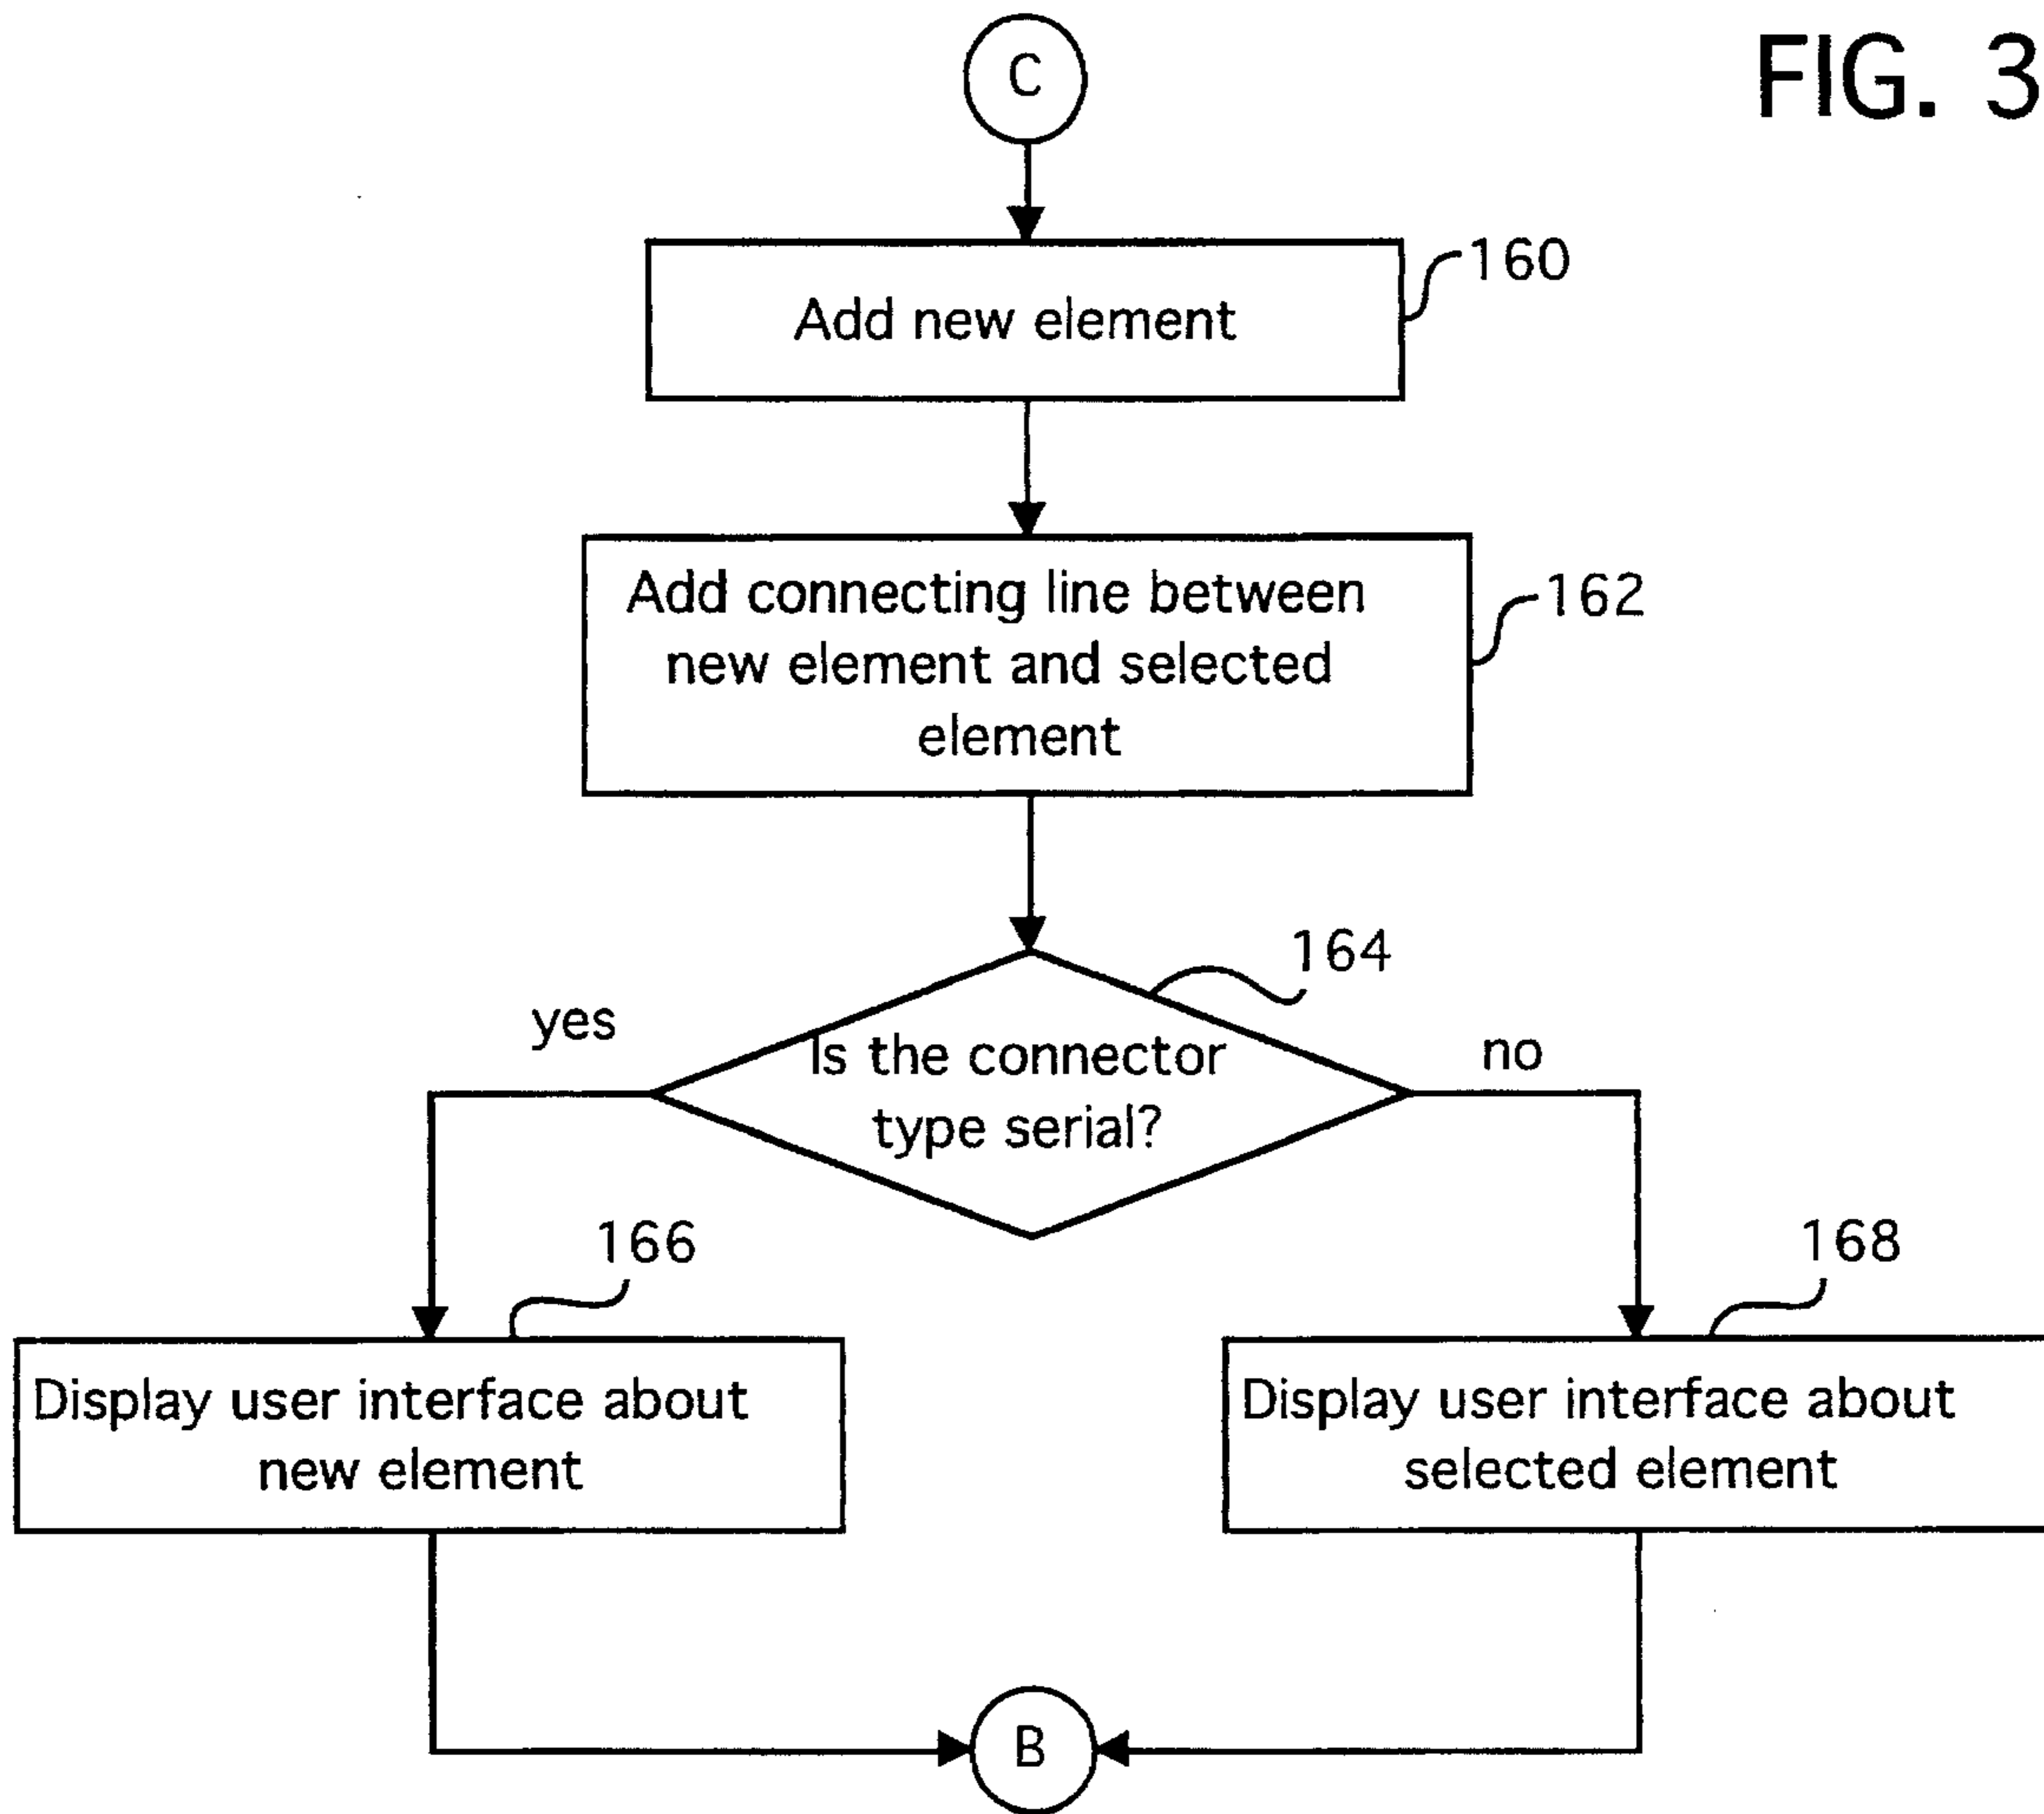 FIG. 3
C
160
Add new element
162
Add connecting line between
new element and selected
element
164
yes
Is the connector
type serial?
no
166
168
Display user interface about
new element
Display user interface about
selected element
B